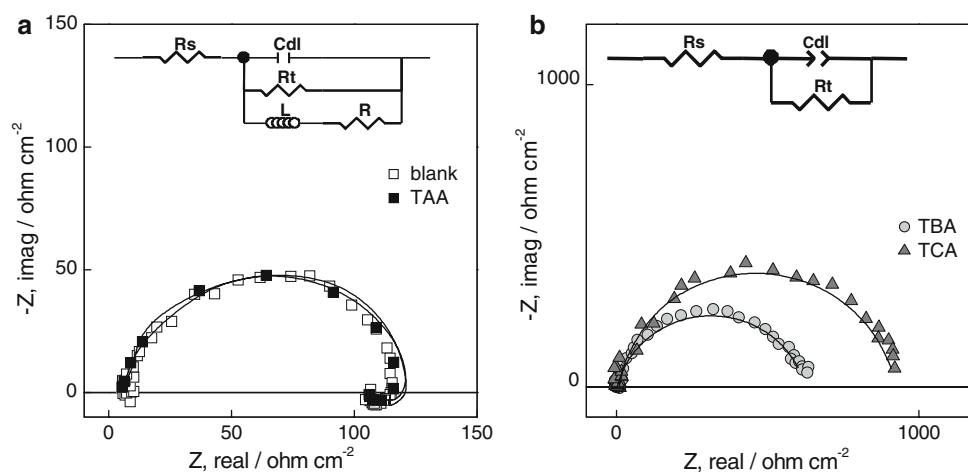 a
150
100
50
0
-Z, imag / ohm cm-2
0
50
100
150
Z, real / ohm cm-2
Rs
Cdl
Rt
L
R
blank
TAA
b
1000
0
-Z, imag / ohm cm-2
0
1000
Z, real / ohm cm-2
Rs
Cdl
Rt
TBA
TCA